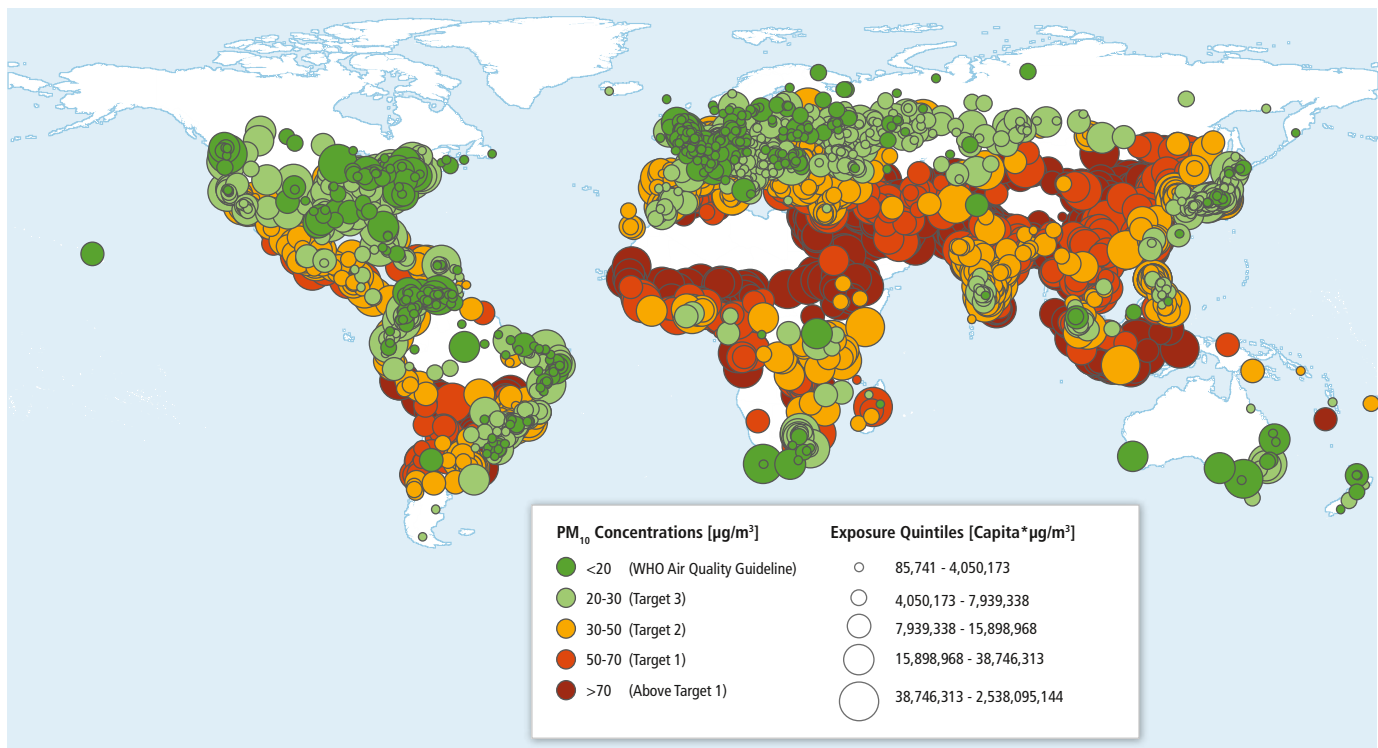 PM10 Concentrations [µg/m³]
<20 (WHO Air Quality Guideline)
20-30 (Target 3)
30-50 (Target 2)
50-70 (Target 1)
>70 (Above Target 1)
Exposure Quintiles [Capita*µg/m³]
85,741 - 4,050,173
4,050,173 - 7,939,338
7,939,338 - 15,898,968
15,898,968 - 38,746,313
38,746,313 - 2,538,095,144